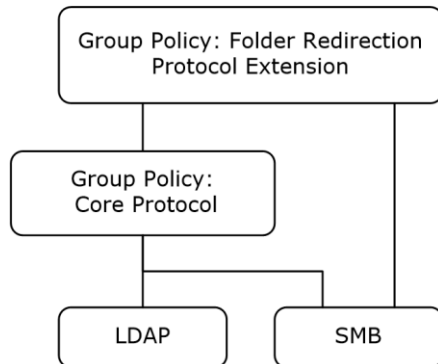 Group Policy: Folder Redirection
Protocol Extension
Group Policy:
Core Protocol
LDAP
SMB